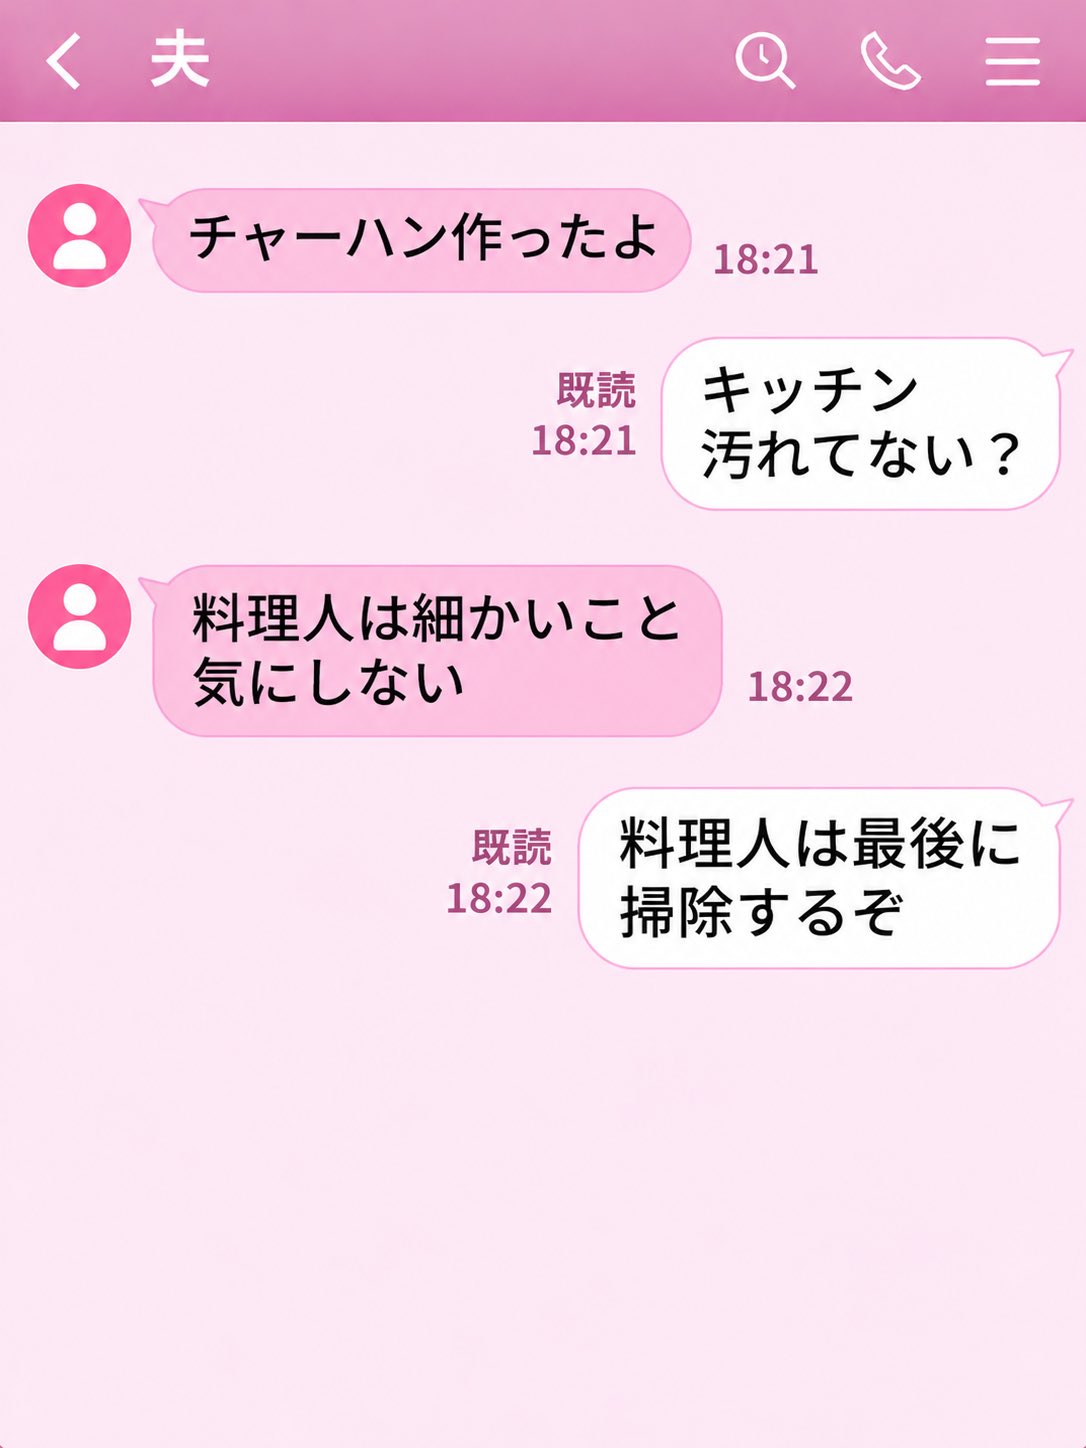 夫
チャーハン作ったよ
18:21
キッチン
汚れてない？
既読
18:21
料理人は細かいこと
気にしない
18:22
料理人は最後に
掃除するぞ
既読
18:22